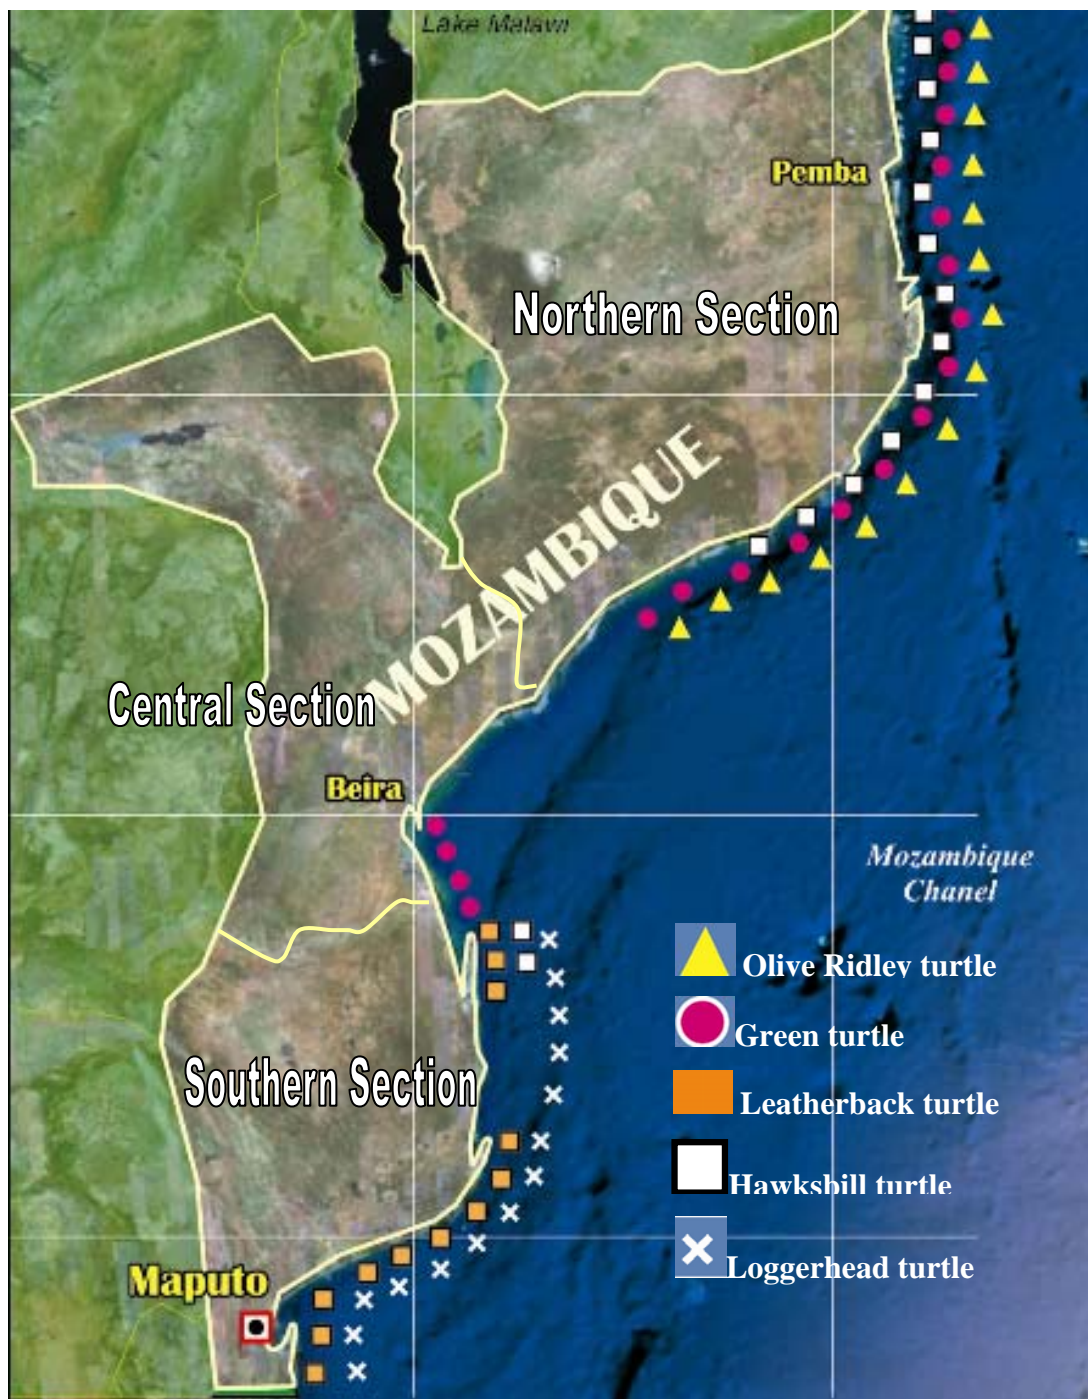 Lake Malawi
Pemba
Northern Section
MOZAMBIQUE
Central Section
Beira
Mozambique
Chanel
Olive Ridley turtle
Green turtle
Southern Section
Leatherback turtle
Hawksbill turtle
Loggerhead turtle
Maputo